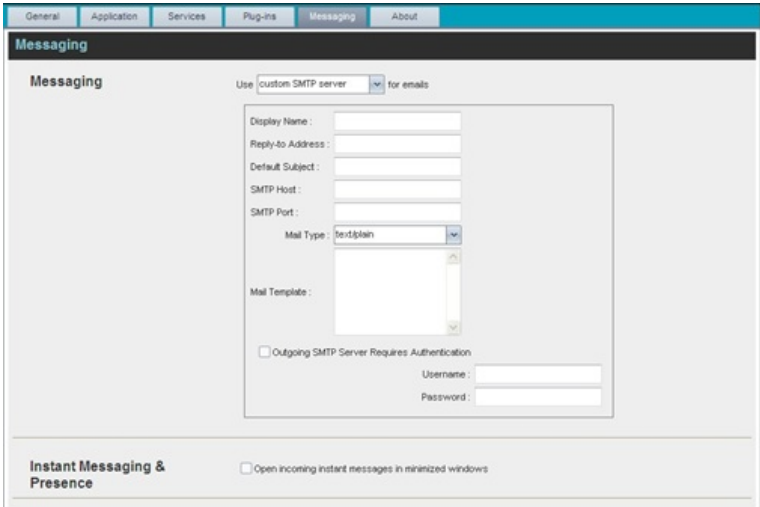 General Application Services Plug-ins Messaging About
Messaging
Messaging
Use custom SMTP server for emails
Display Name :
Reply-to Address :
Default Subject :
SMTP Host :
SMTP Port :
Mail Type : text/plain
Mail Template :
Outgoing SMTP Server Requires Authentication
Username :
Password :
Instant Messaging &
Presence
Open incoming instant messages in minimized windows